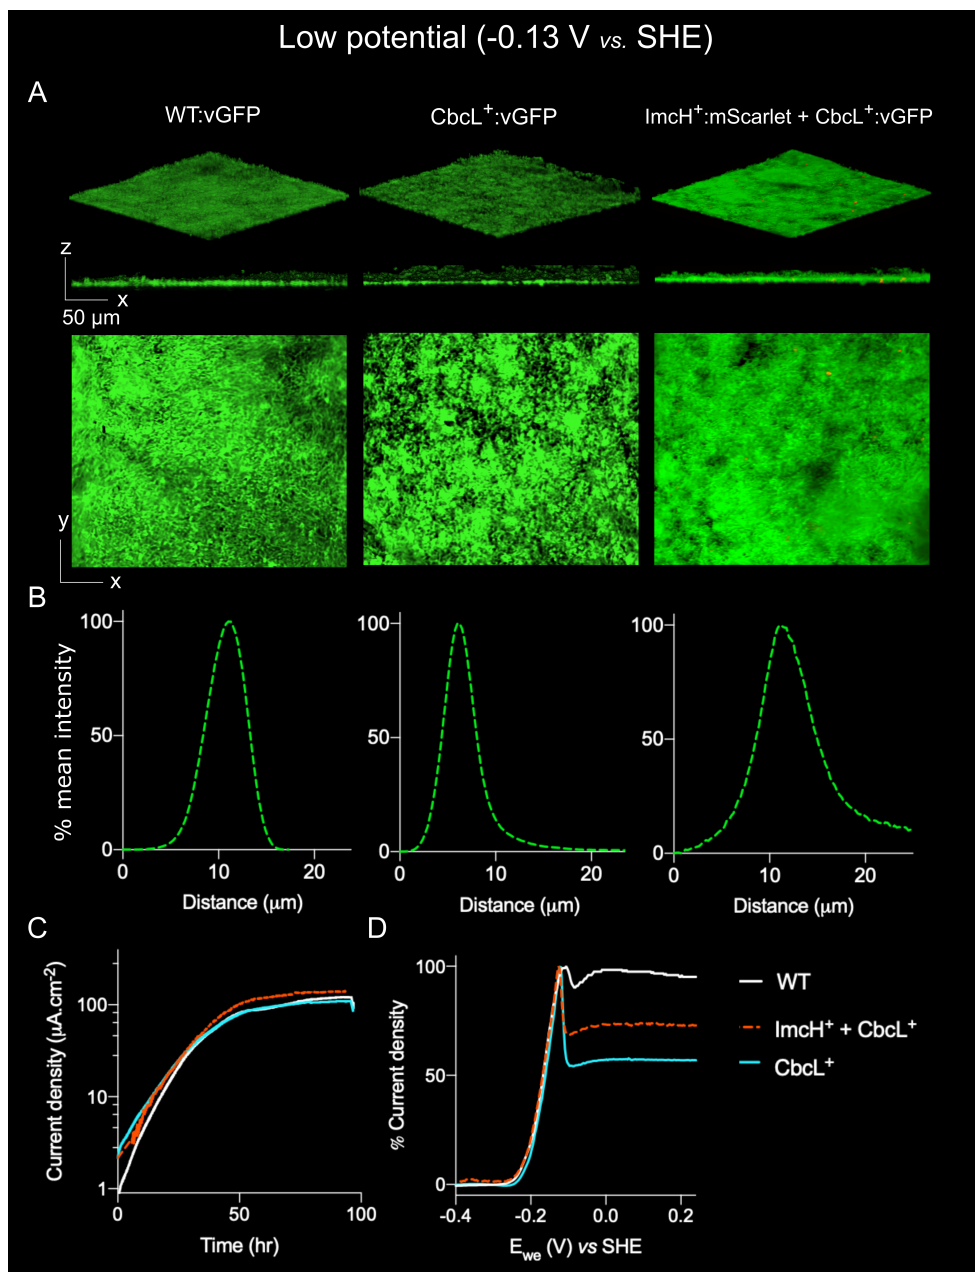 Low potential (-0.13 V vs. SHE)
A
WT:vGFP
CbcL⁺:vGFP
ImcH⁺:mScarlet + CbcL⁺:vGFP
z
x
50 µm
y
x
B
% mean intensity
100
50
0
0
10
20
Distance (µm)
100
50
0
0
10
20
Distance (µm)
100
50
0
0
10
20
Distance (µm)
C
Current density (µA.cm⁻²)
100
10
1
0
50
100
Time (hr)
D
% Current density
100
50
0
-0.4
-0.2
0.0
0.2
Ewe (V) vs SHE
WT
ImcH⁺ + CbcL⁺
CbcL⁺